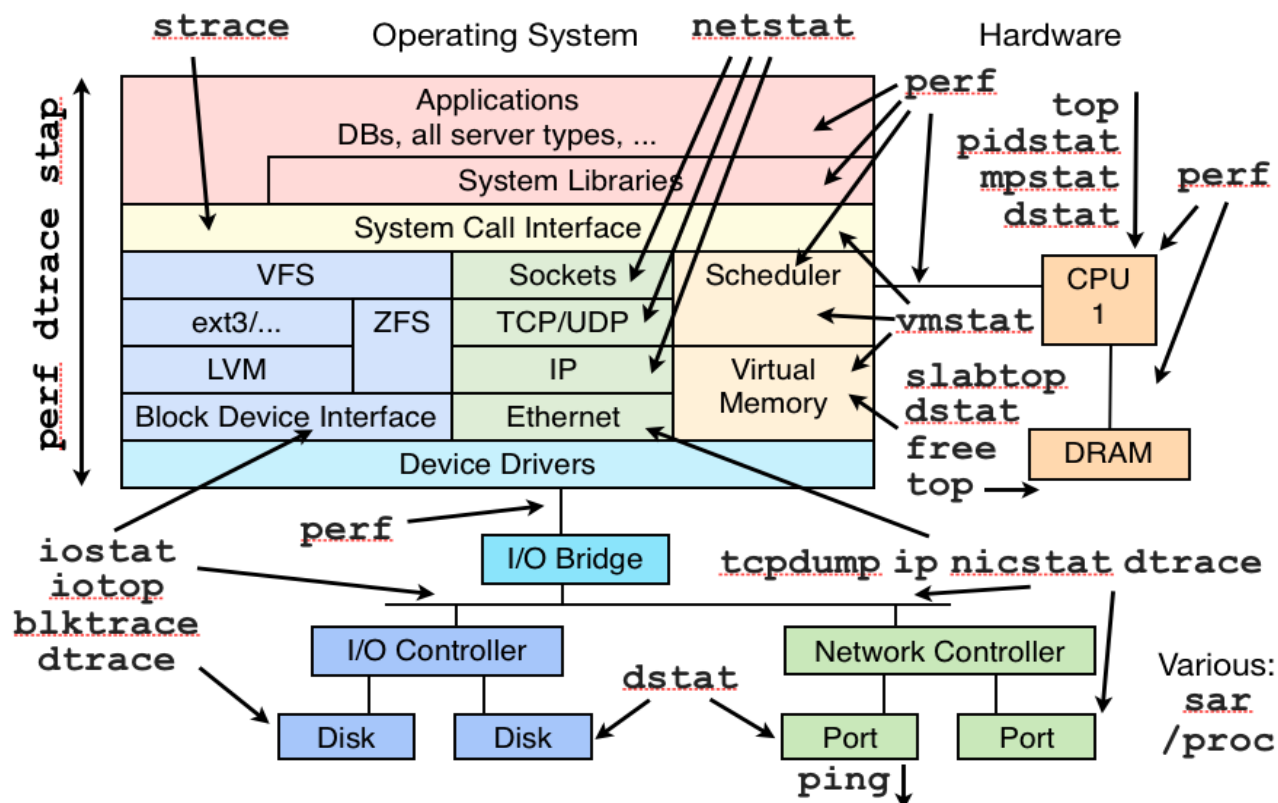 strace
Operating System
netstat
Hardware
perf dtrace stap
Applications
DBs, all server types, ...
System Libraries
System Call Interface
VFS
Sockets
Scheduler
ext3/...
ZFS
TCP/UDP
LVM
IP
Virtual
Memory
Block Device Interface
Ethernet
Device Drivers
perf
top
pidstat
mpstat
dstat
perf
CPU
1
vmstat
slabtop
dstat
free
top
DRAM
perf
I/O Bridge
iostat
iotop
blktrace
dtrace
tcpdump ip nicstat dtrace
I/O Controller
Network Controller
dstat
Disk
Disk
Port
Port
ping
Various:
sar
/proc